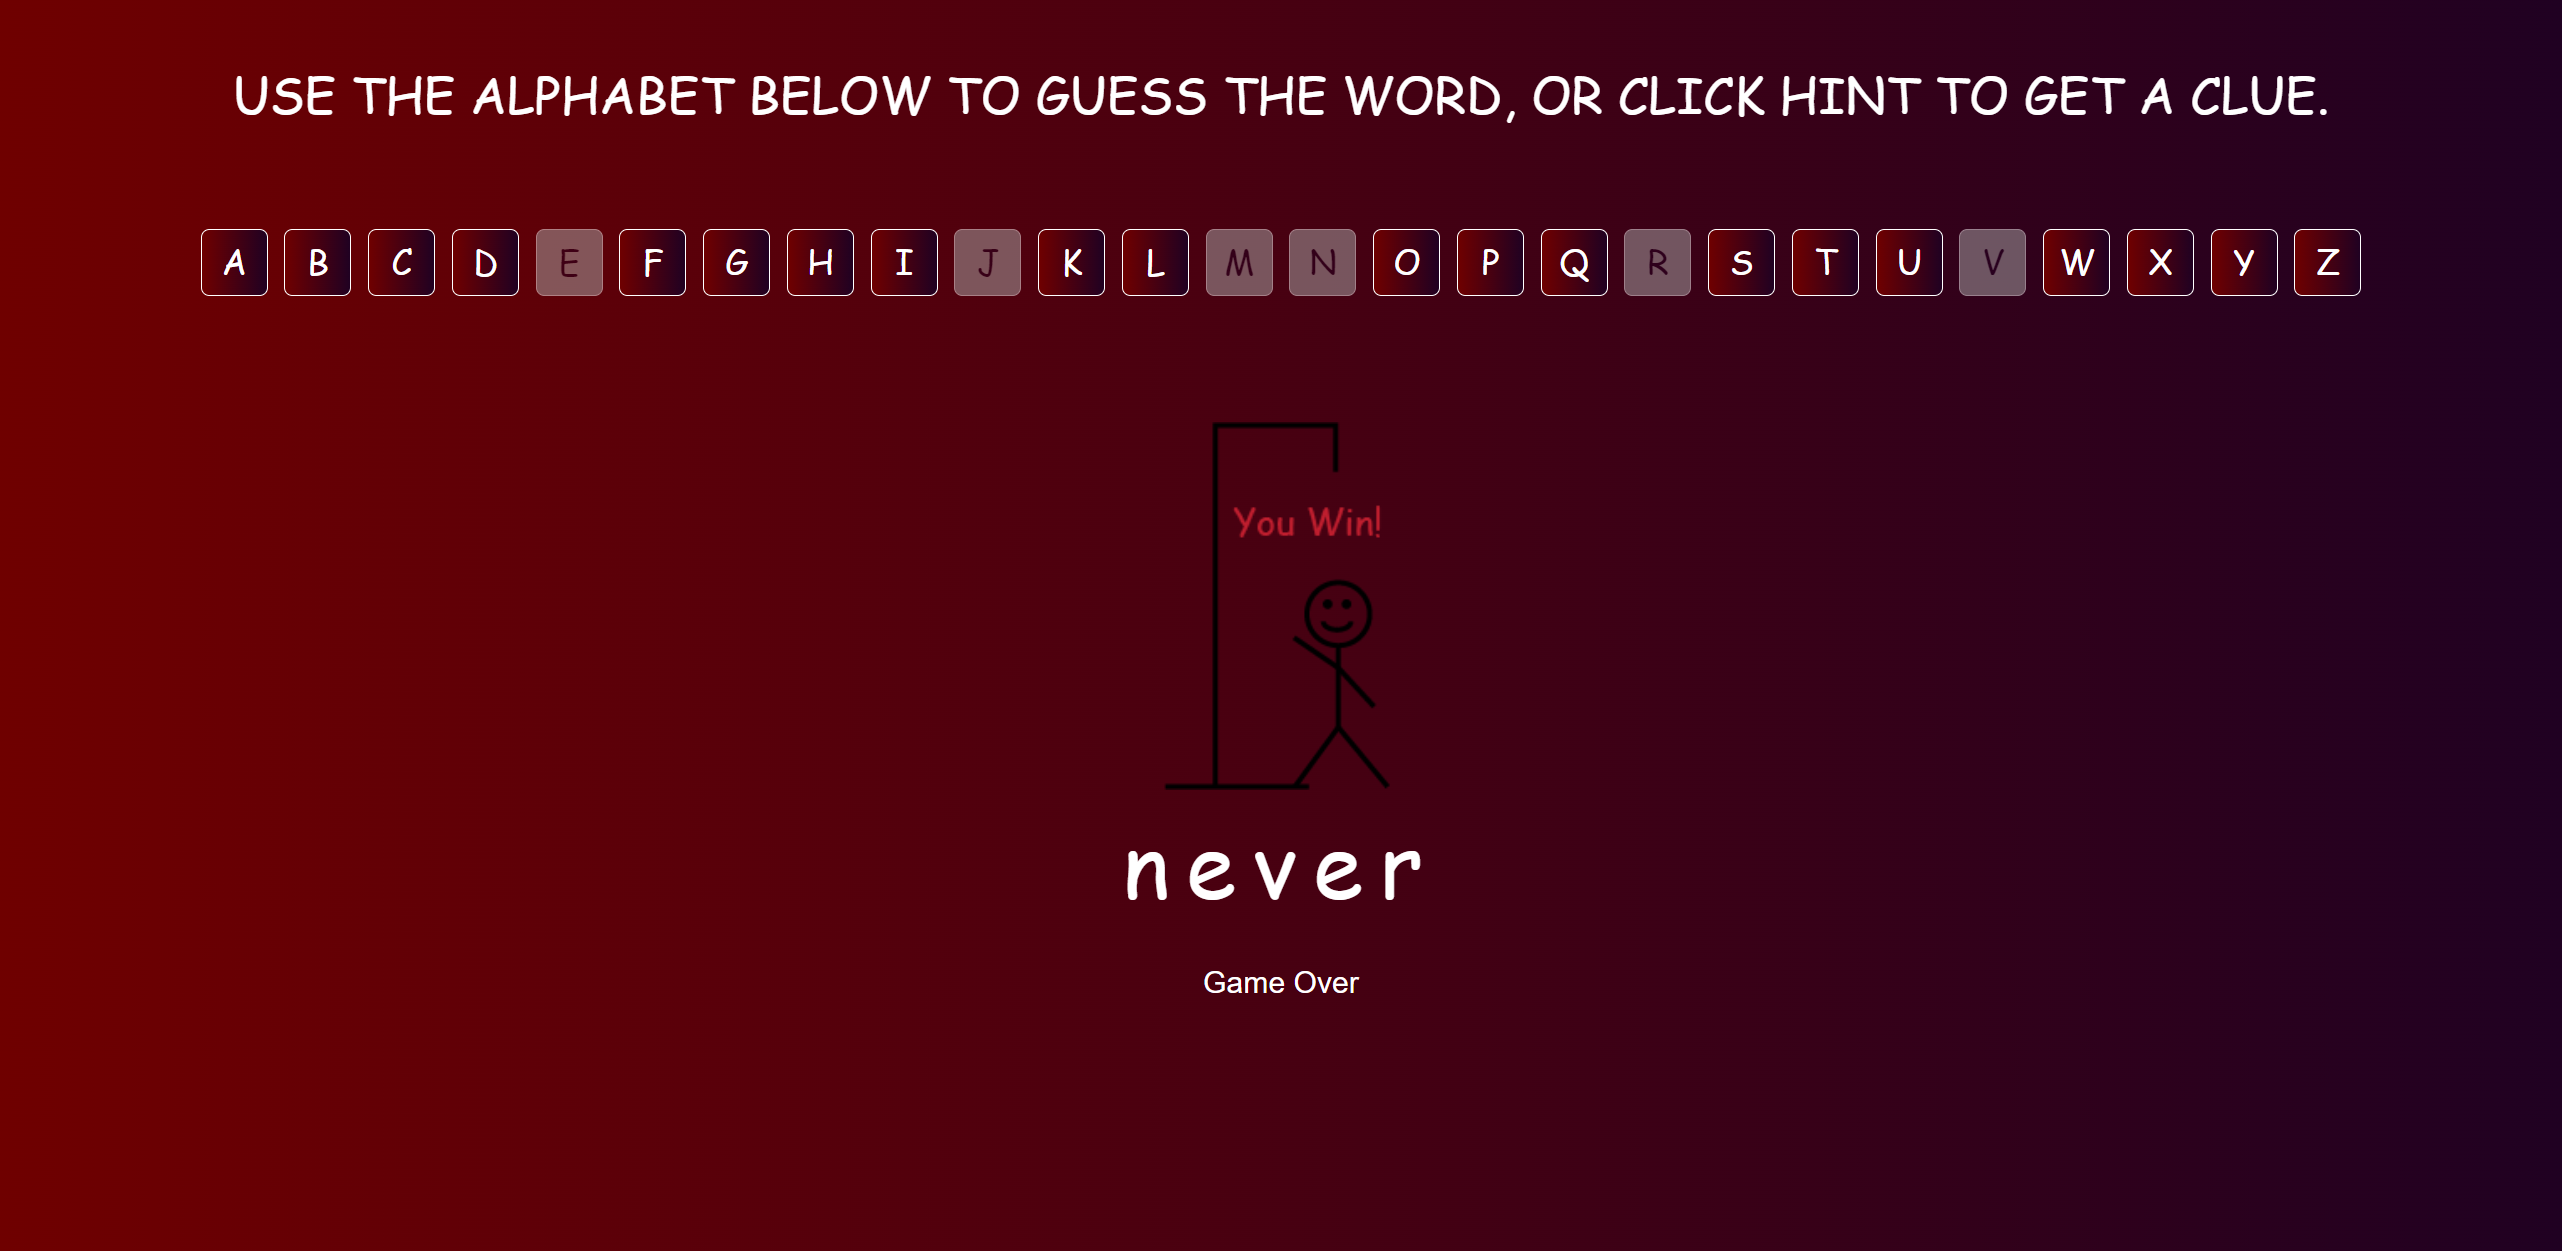 USE THE ALPHABET BELOW TO GUESS THE WORD, OR CLICK HINT TO GET A CLUE.
A B C D E F G H I J K L M N O P Q R S T U V W X Y Z
You Win!
never
Game Over